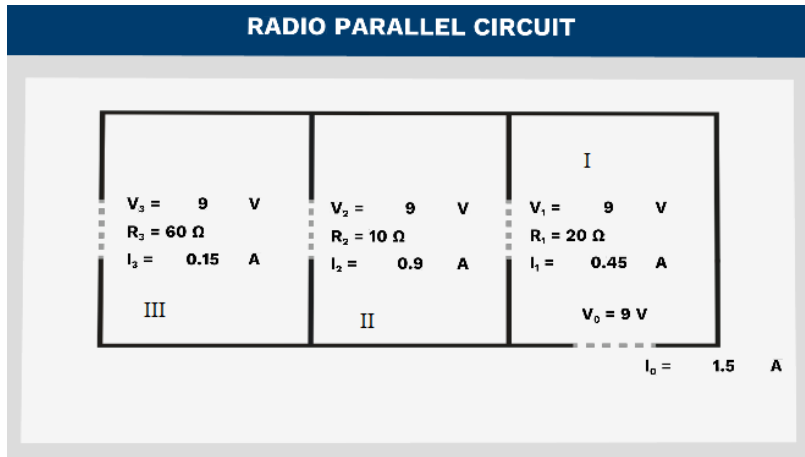 RADIO PARALLEL CIRCUIT
I
V₃ = 9 V
R₃ = 60 Ω
I₃ = 0.15 A
III
V₂ = 9 V
R₂ = 10 Ω
I₂ = 0.9 A
II
V₁ = 9 V
R₁ = 20 Ω
I₁ = 0.45 A
V₀ = 9 V
I₀ = 1.5 A